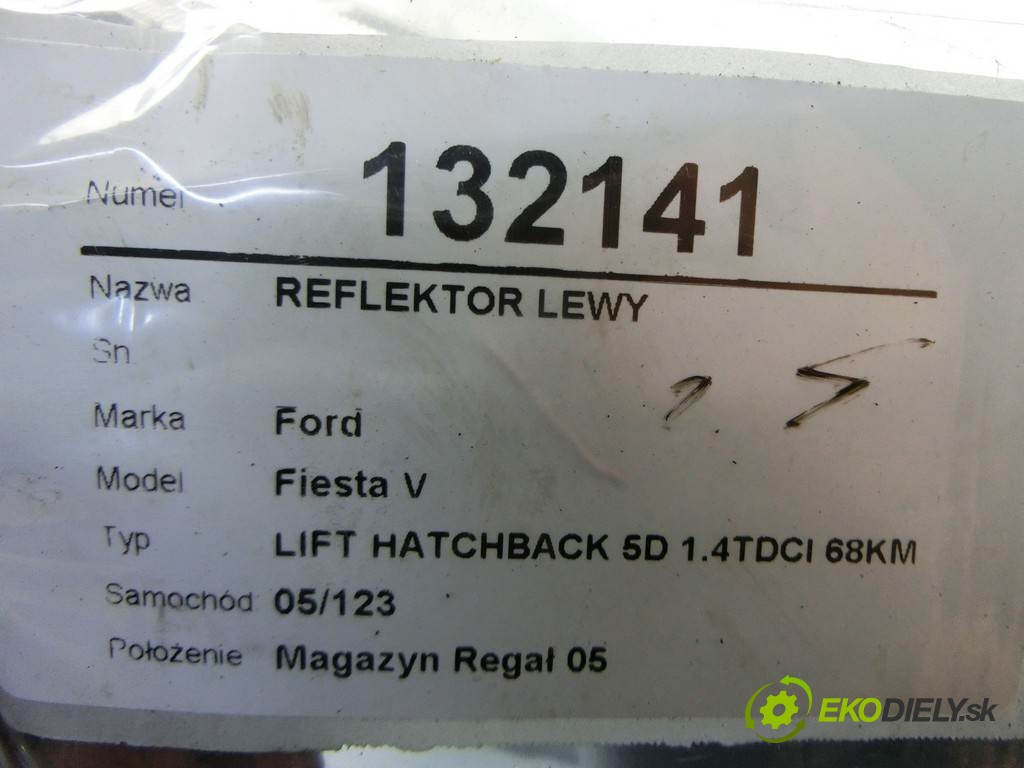 Numer 132141
Nazwa REFLEKTOR LEWY
Sn
Marka Ford
Model Fiesta V
Typ LIFT HATCHBACK 5D 1.4TDCI 68KM
Samochód 05/123
Położenie Magazyn Regał 05
EKODIELY.sk